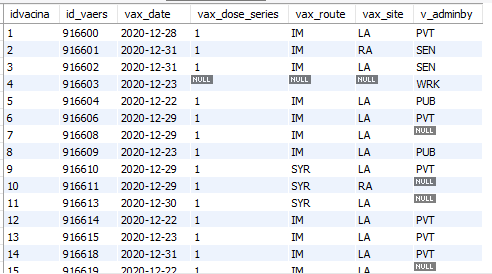 idvacina id_vaers vax_date vax_dose_series vax_route vax_site v_adminby
1 916600 2020-12-28 1 IM LA PVT
2 916601 2020-12-31 1 IM RA SEN
3 916602 2020-12-31 1 IM LA SEN
4 916603 2020-12-23 NULL NULL NULL WRK
5 916604 2020-12-22 1 IM LA PUB
6 916606 2020-12-29 1 IM LA PVT
7 916608 2020-12-29 1 IM LA NULL
8 916609 2020-12-23 1 IM LA PUB
9 916610 2020-12-29 1 SYR LA PVT
10 916611 2020-12-29 1 SYR RA NULL
11 916613 2020-12-30 1 SYR LA NULL
12 916614 2020-12-22 1 IM LA PVT
13 916615 2020-12-23 1 IM LA PVT
14 916618 2020-12-31 1 IM LA PVT
15 916619 2020-12-22 1 IM LA NULL